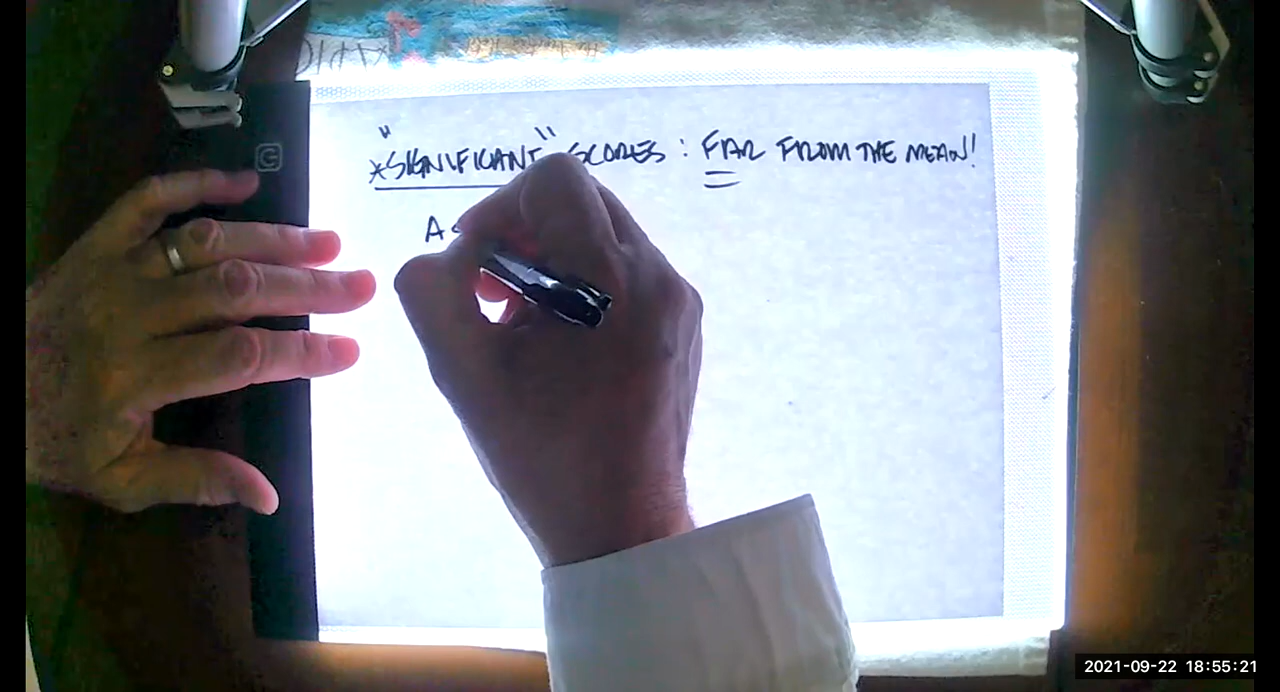 *"SIGNIFICANT" SCORES : FAR FROM THE MEAN!
2021-09-22 18:55:21